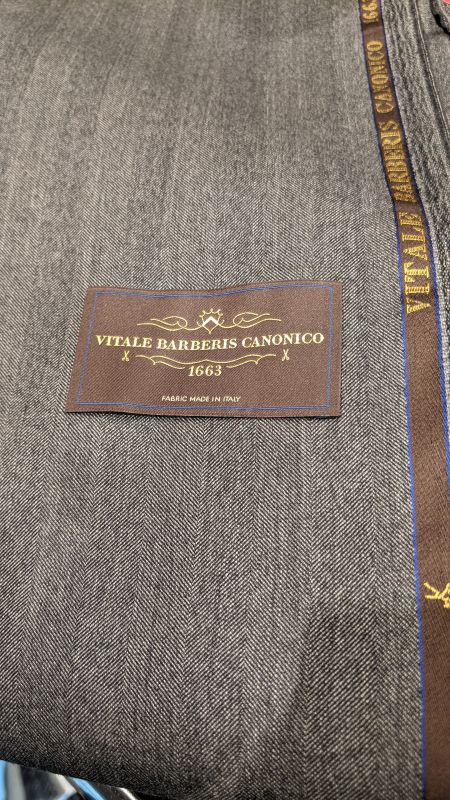 VITALE BARBERIS CANONICO
1663
FABRIC MADE IN ITALY
VITALE BARBERIS CANONICO 1663